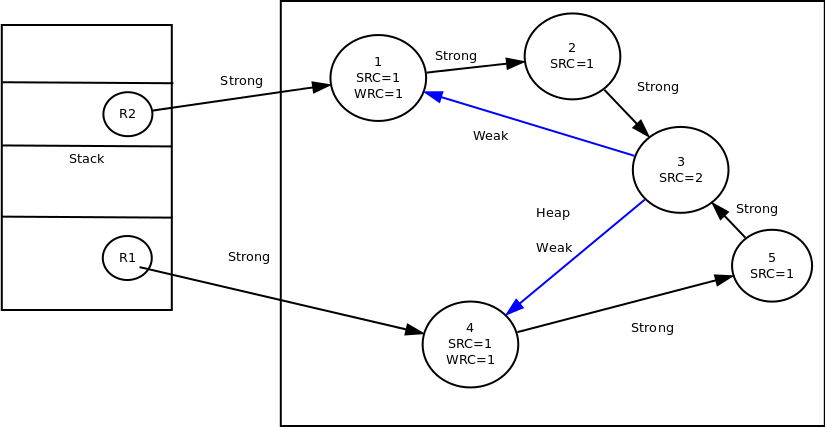 Strong
1
SRC=1
WRC=1
Strong
2
SRC=1
Strong
R2
Weak
Stack
3
SRC=2
Heap
Weak
Strong
R1
Strong
5
SRC=1
4
SRC=1
WRC=1
Strong